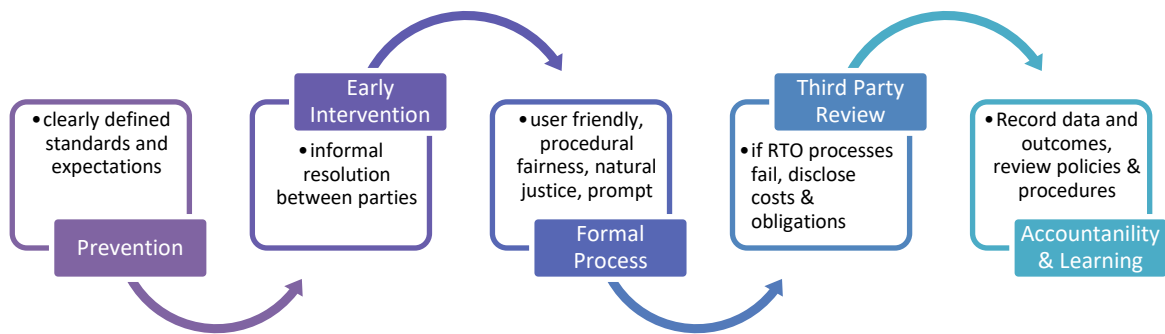 •clearly defined
standards and
expectations
Prevention
Early
Intervention
•informal
resolution
between parties
•user friendly,
procedural
fairness, natural
justice, prompt
Formal
Process
Third Party
Review
•if RTO processes
fail, disclose
costs &
obligations
•Record data and
outcomes,
review policies &
procedures
Accountanility
& Learning